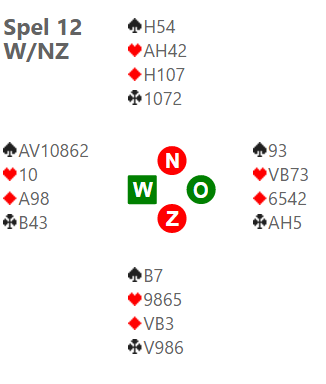 Spel 12
W/NZ
♠H54
♥AH42
♦H107
♣1072
♠AV10862
♥10
♦A98
♣B43
N
W O
Z
♠93
♥VB73
♦6542
♣AH5
♠B7
♥9865
♦VB3
♣V986